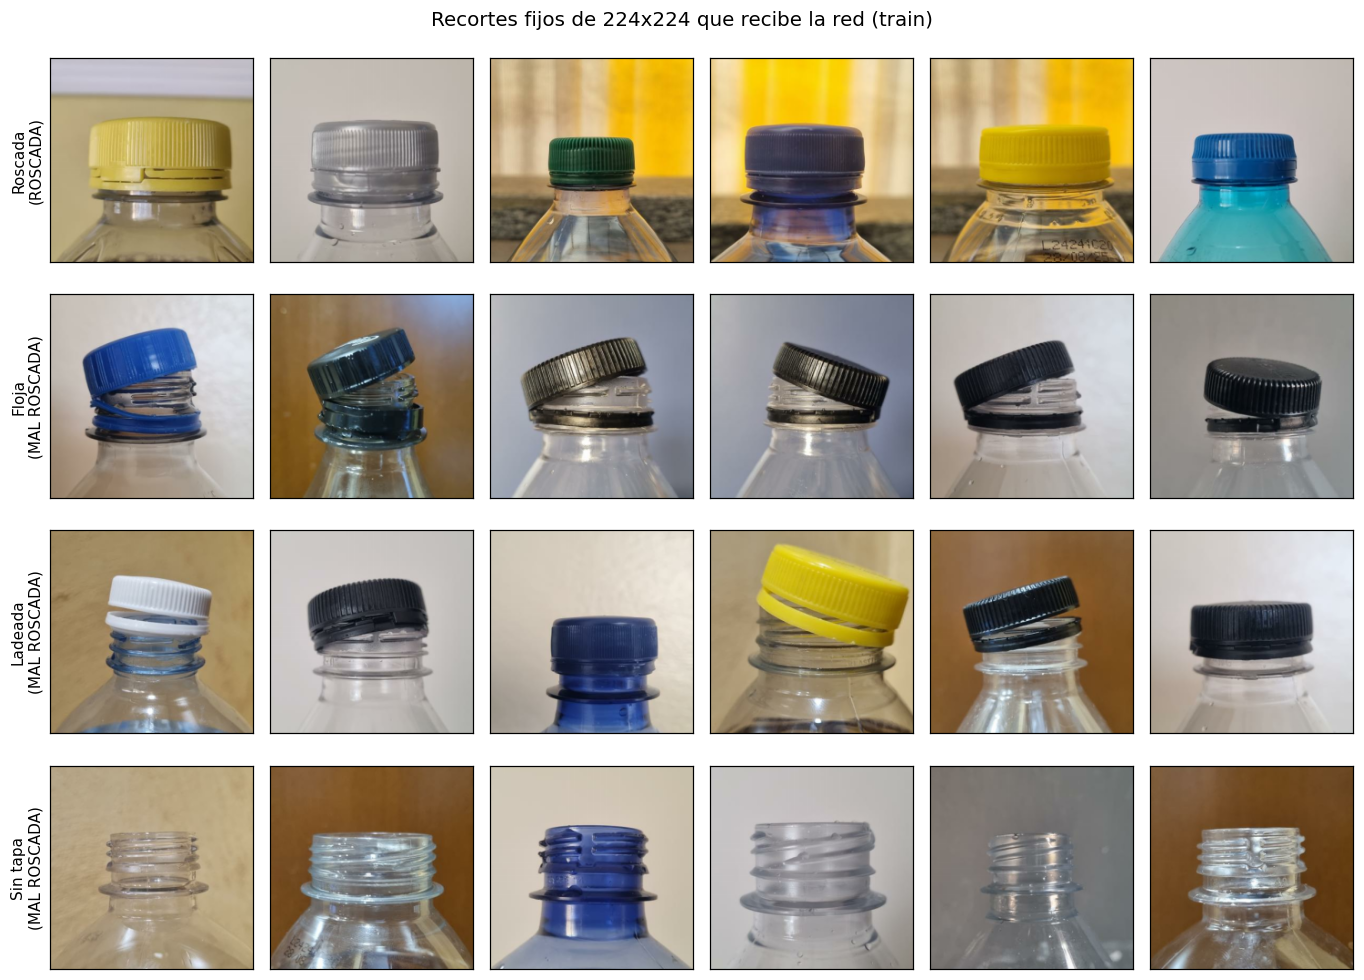 Recortes fijos de 224x224 que recibe la red (train)
Roscada
(ROSCADA)
L24241C20
Floja
(MAL ROSCADA)
Ladeada
(MAL ROSCADA)
Sin tapa
(MAL ROSCADA)